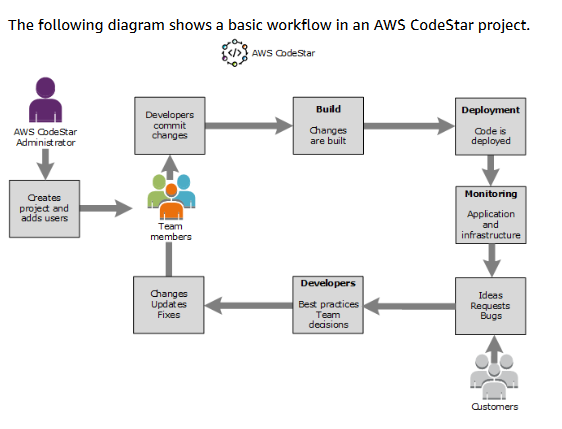 The following diagram shows a basic workflow in an AWS CodeStar project.
</>
AWS CodeStar
AWS CodeStar
Administrator
Creates
project and
adds users
Team
members
Developers
commit
changes
Build
Changes
are built
Deployment
Code is
deployed
Monitoring
Application
and
infrastructure
Ideas
Requests
Bugs
Customers
Developers
Best practices
Team
decisions
Changes
Updates
Fixes